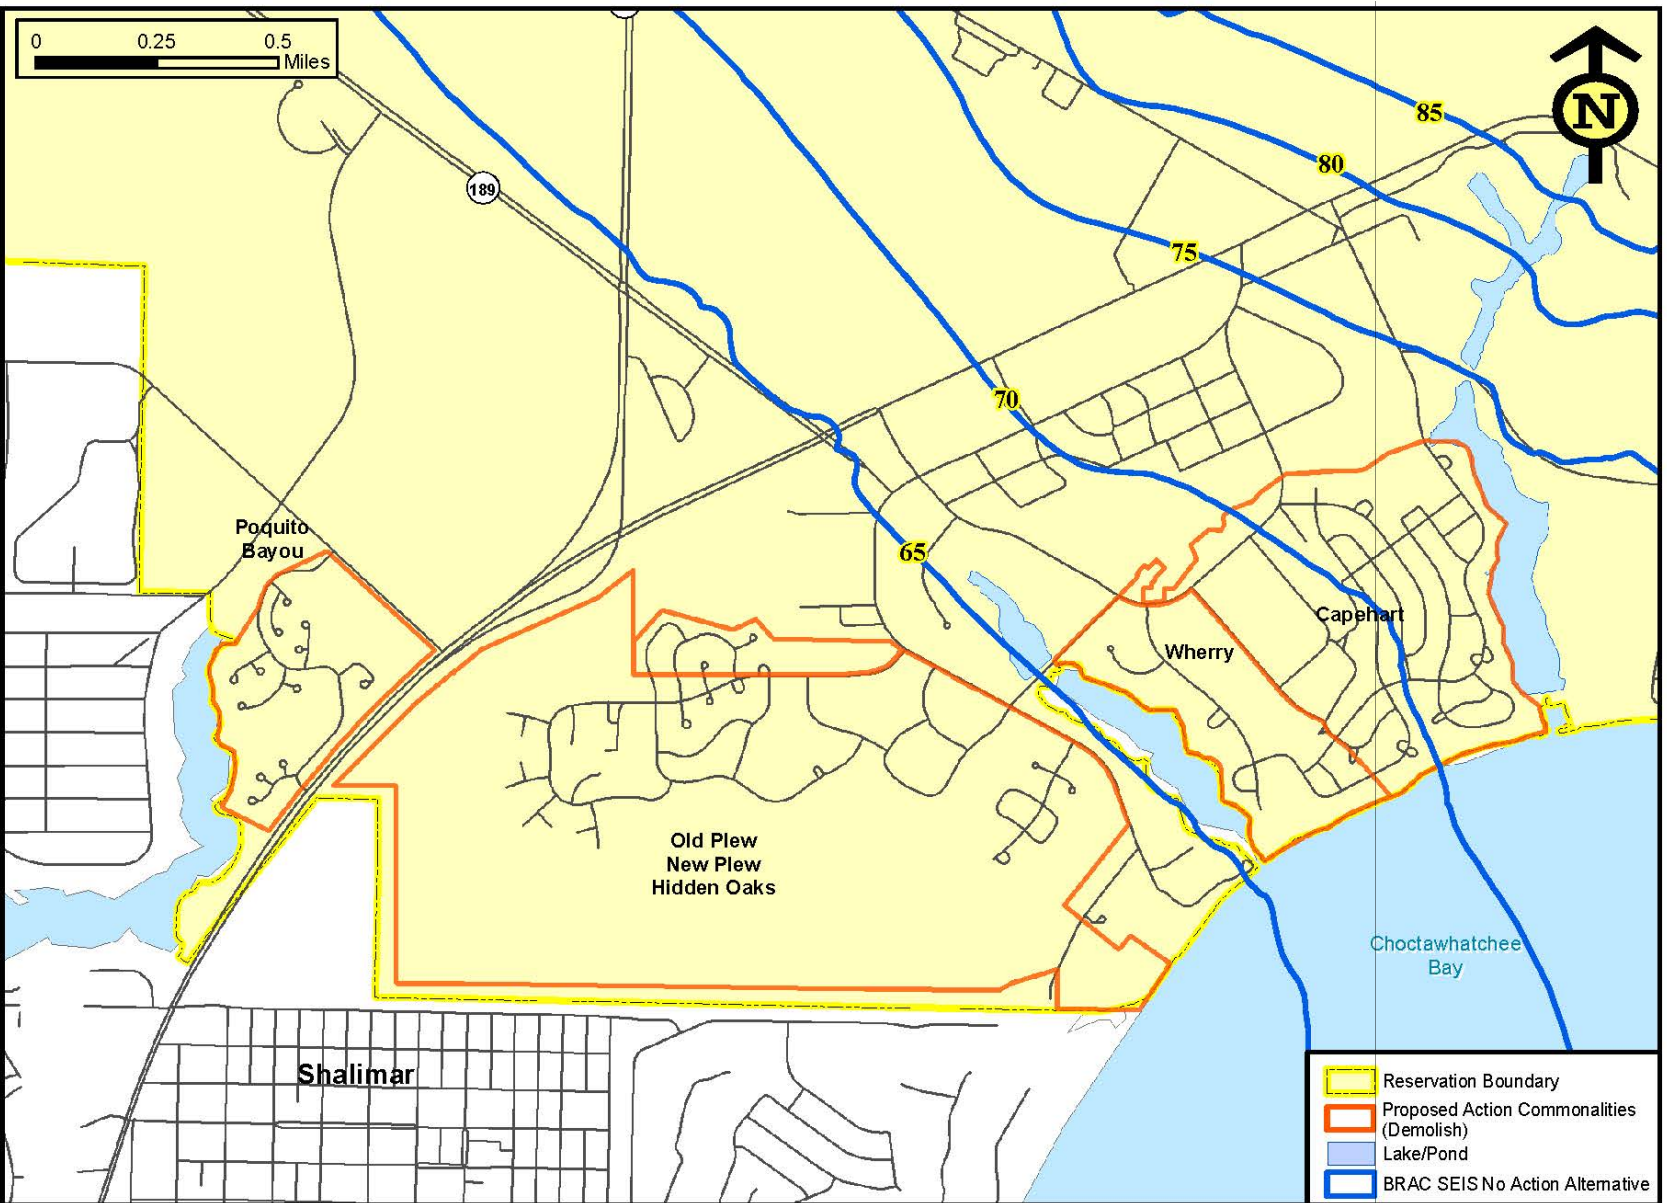 0 0.25 0.5
Miles
N
85
80
189
75
70
Poquito
Bayou
65
Capehart
Wherry
Old Plew
New Plew
Hidden Oaks
Choctawhatchee
Bay
Shalimar
Reservation Boundary
Proposed Action Commonalities
(Demolish)
Lake/Pond
BRAC SEIS No Action Alternative